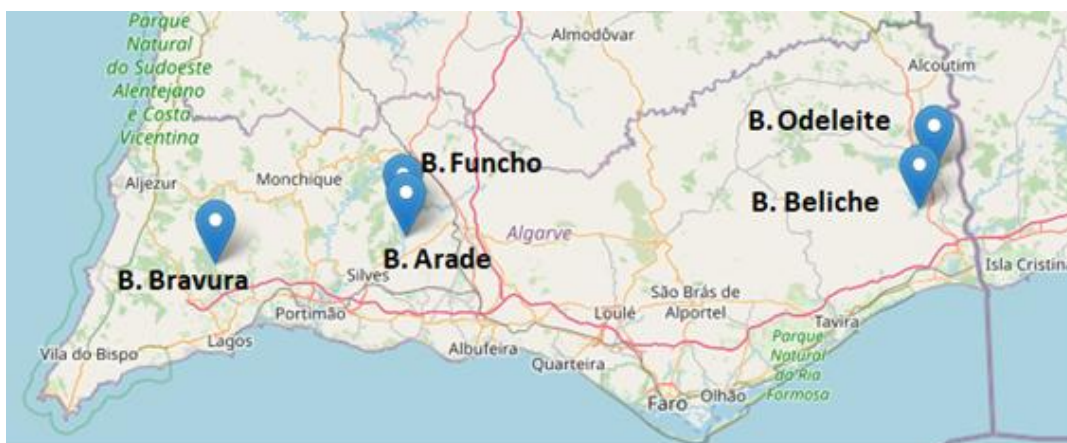 Parque
Natural
do Sudoeste
Alentejano
e Costa
Vicentina
Almodôvar
Alcoutim
B. Odeleite
B. Funcho
Aljezur
Monchique
B. Beliche
Algarve
B. Arade
B. Bravura
Silves
Isla Cristina
Portimão
Loulé
São Brás de
Alportel
Tavira
Lagos
Albufeira
Vila do Bispo
Quarteira
Parque
Natural
da Ria
Formosa
Faro
Olhão